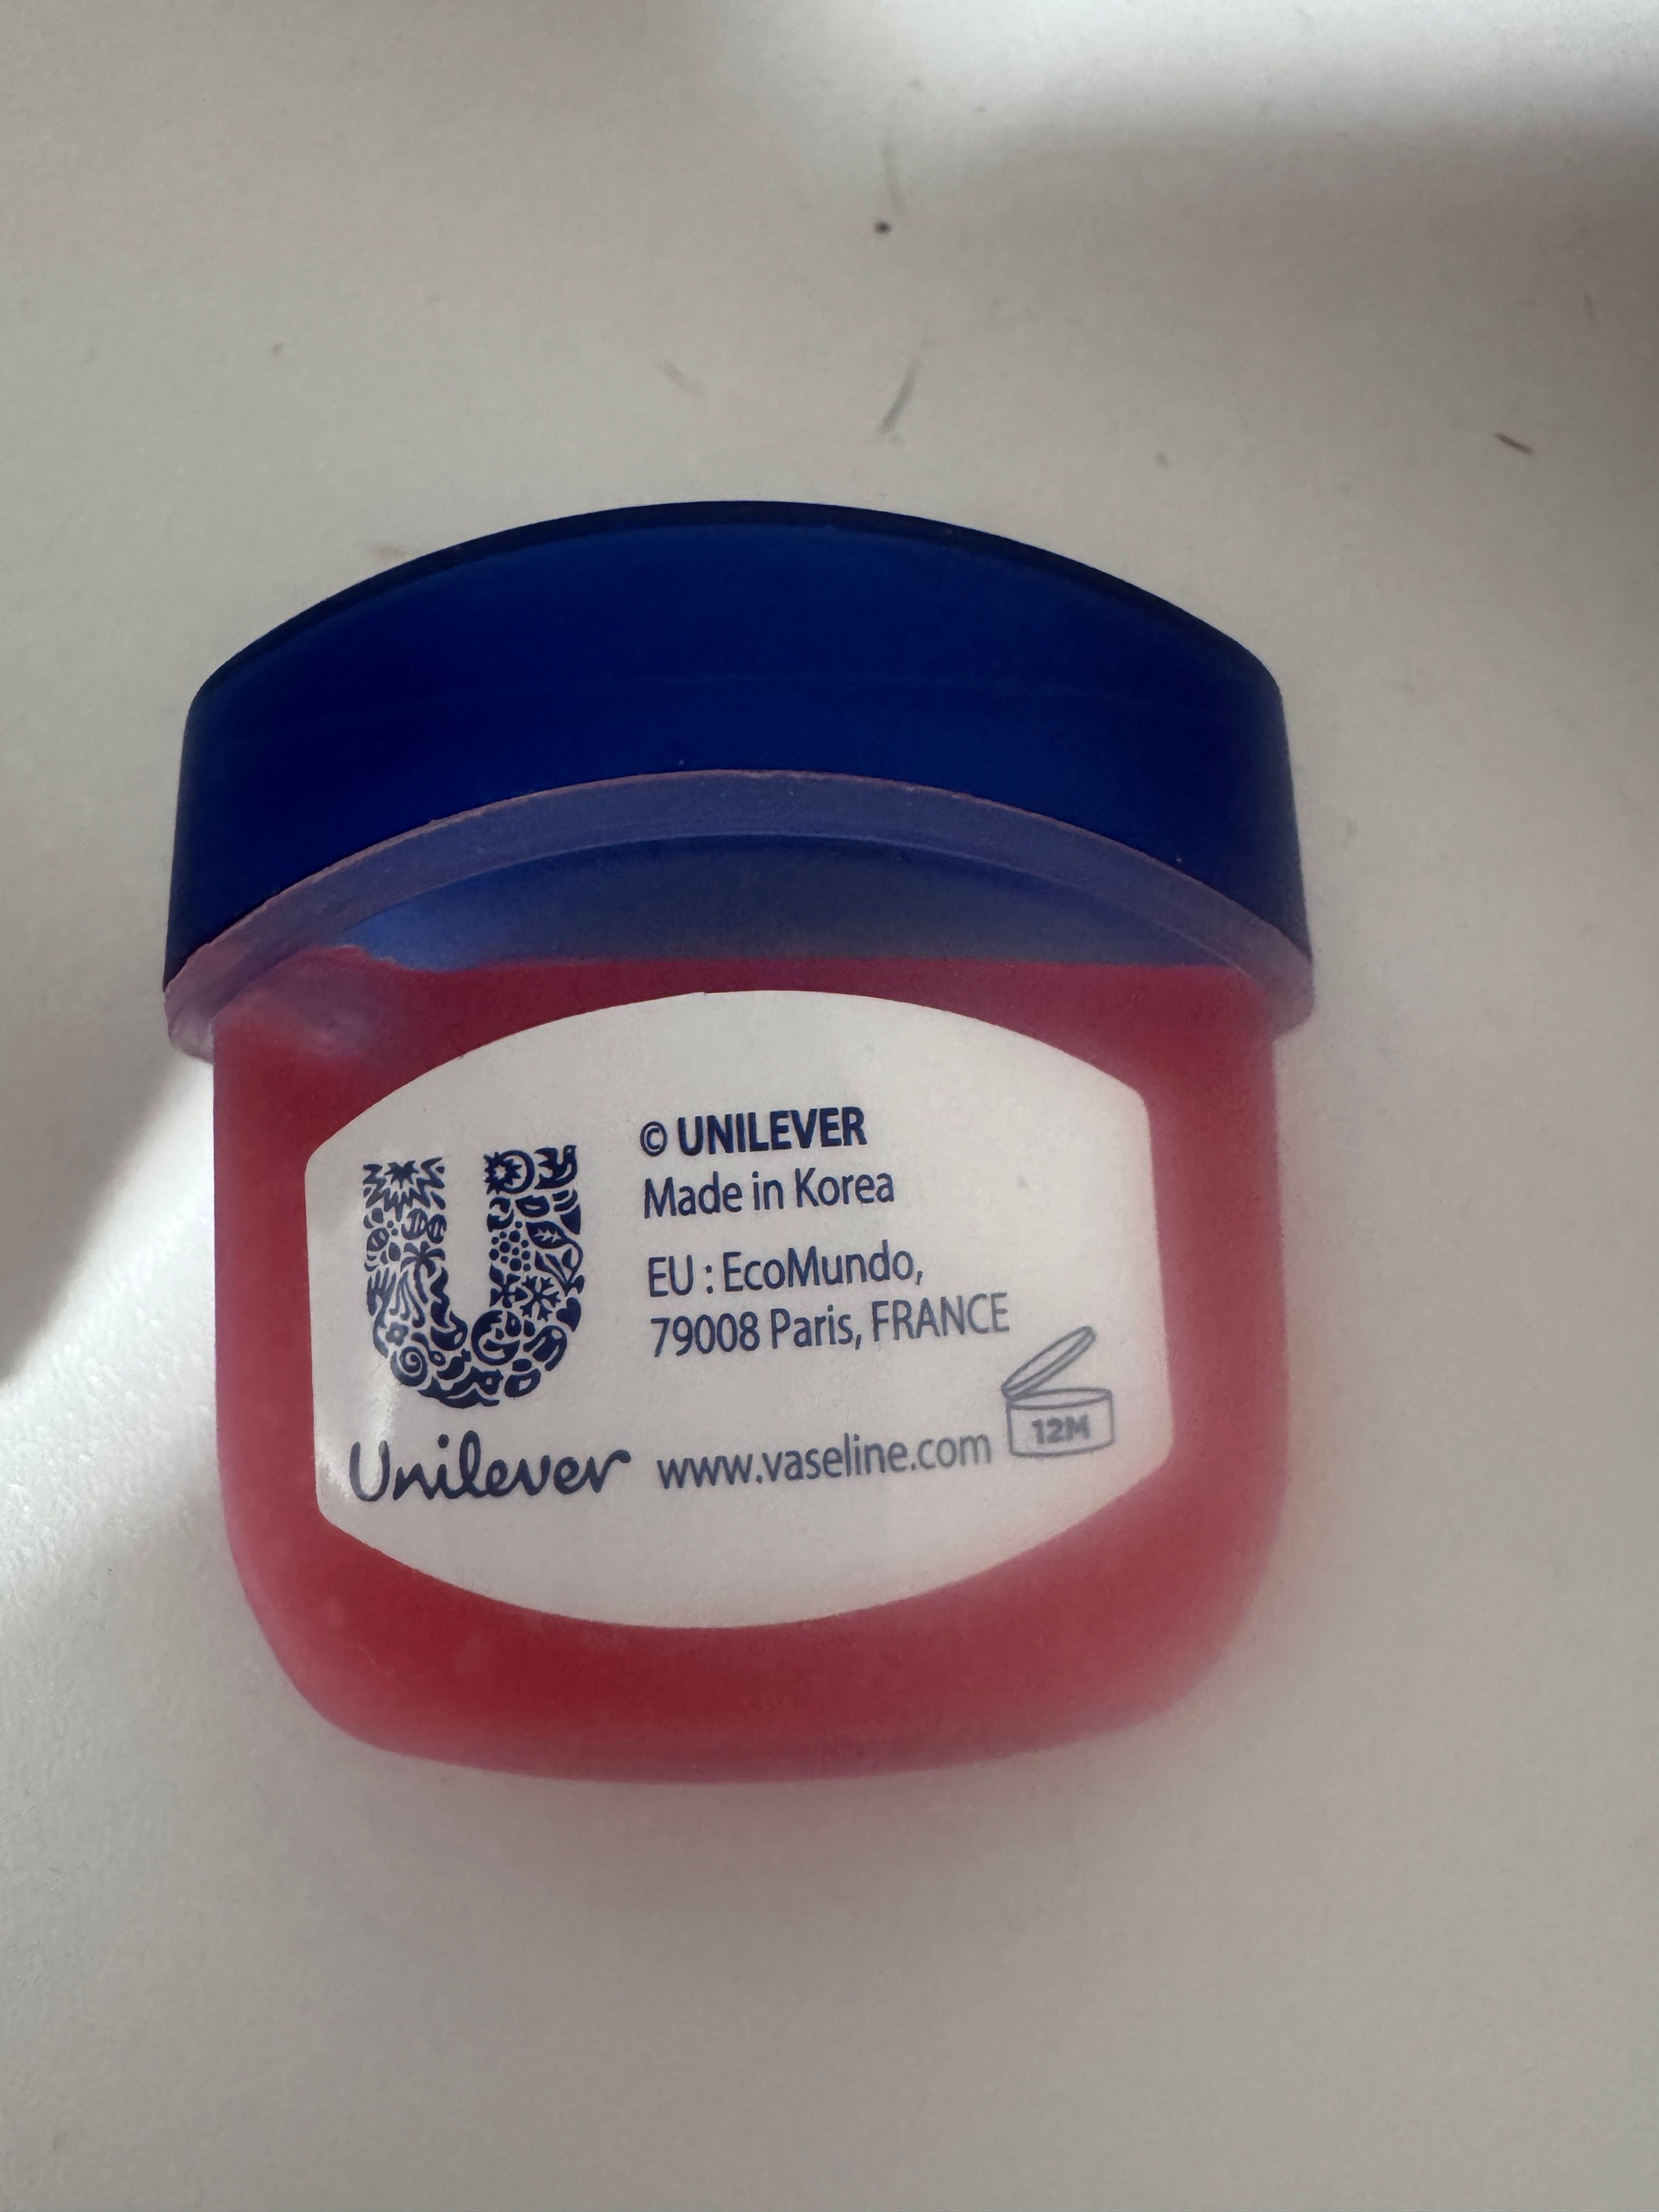 © UNILEVER
Made in Korea
EU : EcoMundo,
79008 Paris, FRANCE
12M
Unilever www.vaseline.com